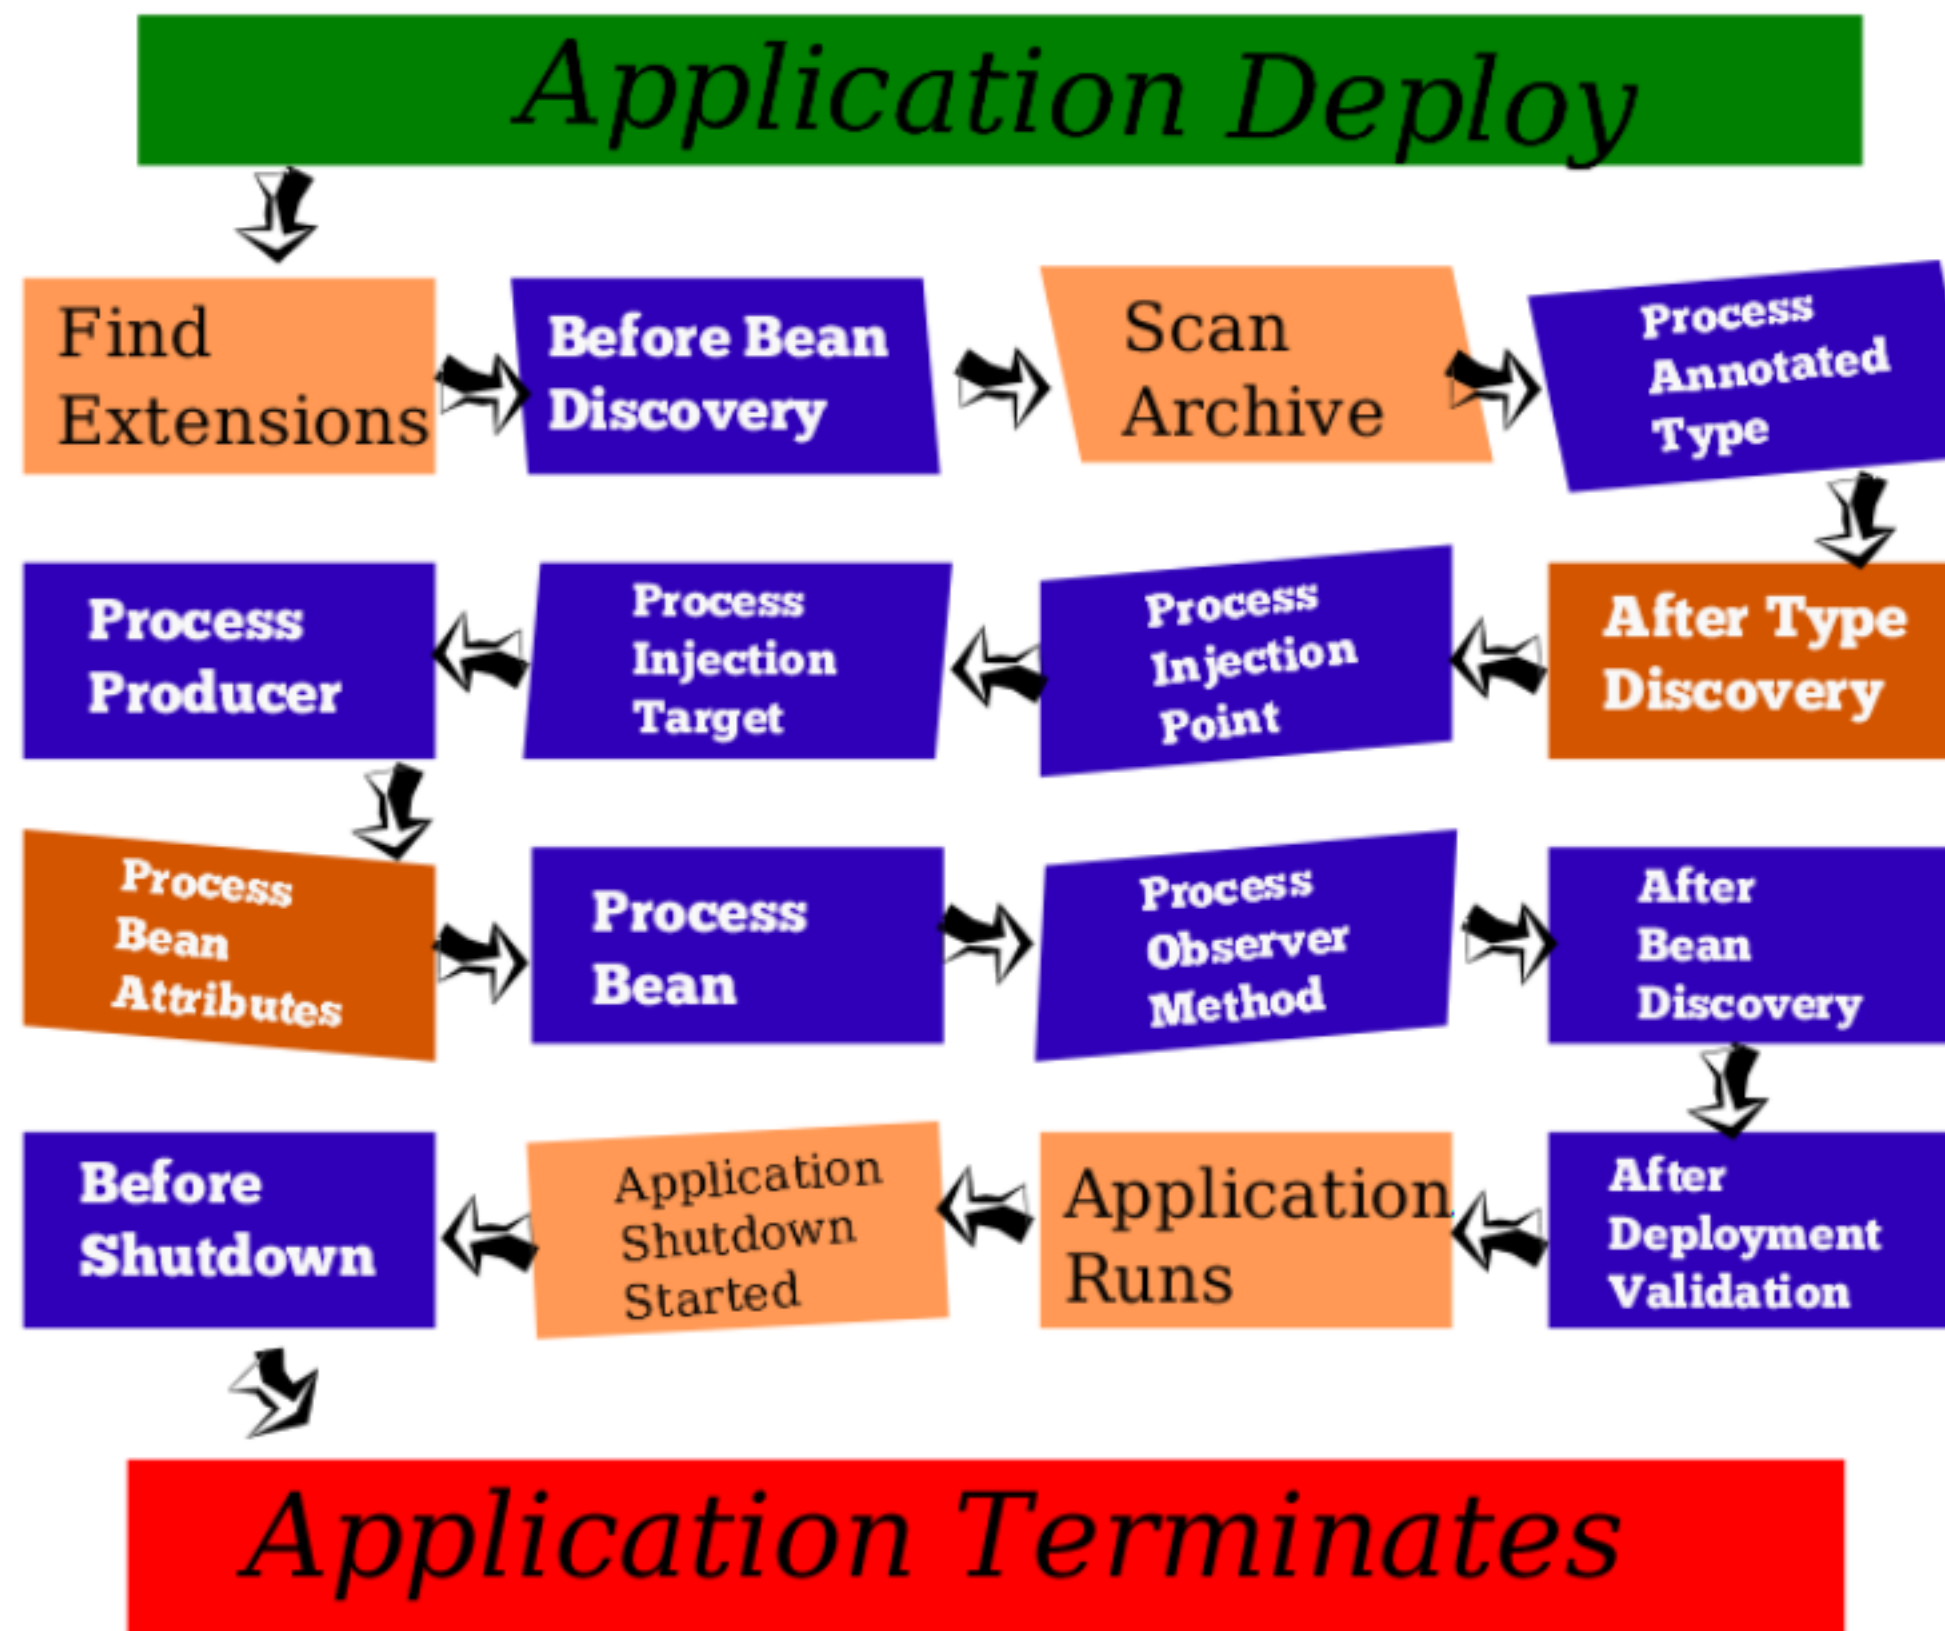 Application Deploy
Find
Extensions
Before Bean
Discovery
Scan
Archive
Process
Annotated
Type
Process
Producer
Process
Injection
Target
Process
Injection
Point
After Type
Discovery
Process
Bean
Attributes
Process
Bean
Process
Observer
Method
After
Bean
Discovery
Before
Shutdown
Application
Shutdown
Started
Application
Runs
After
Deployment
Validation
Application Terminates